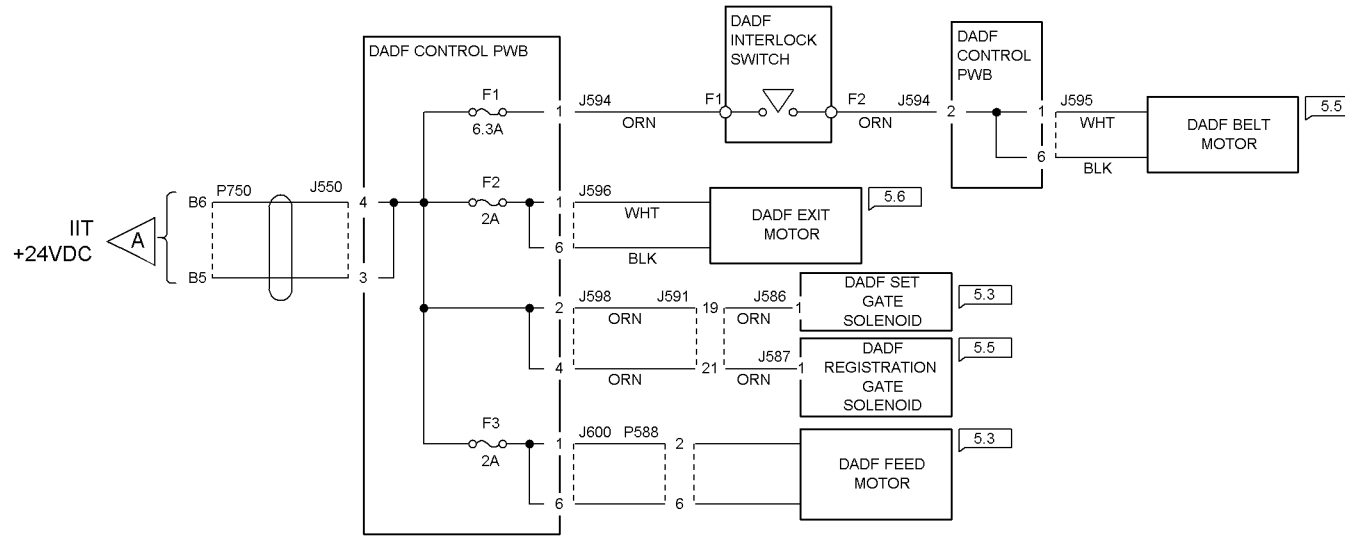 DADF CONTROL PWB
DADF
INTERLOCK
SWITCH
DADF
CONTROL
PWB
F1
6.3A
1
J594
ORN
F1
F2
J594
ORN
2
1
6
J595
WHT
BLK
DADF BELT
MOTOR
5.5
IIT
+24VDC
A
B6
P750
J550
4
B5
3
F2
2A
1
6
J596
WHT
BLK
DADF EXIT
MOTOR
5.6
2
J598
ORN
J591
19
J586
ORN
1
DADF SET
GATE
SOLENOID
5.3
4
ORN
21
J587
ORN
1
DADF
REGISTRATION
GATE
SOLENOID
5.5
F3
2A
1
6
J600
P588
2
6
DADF FEED
MOTOR
5.3